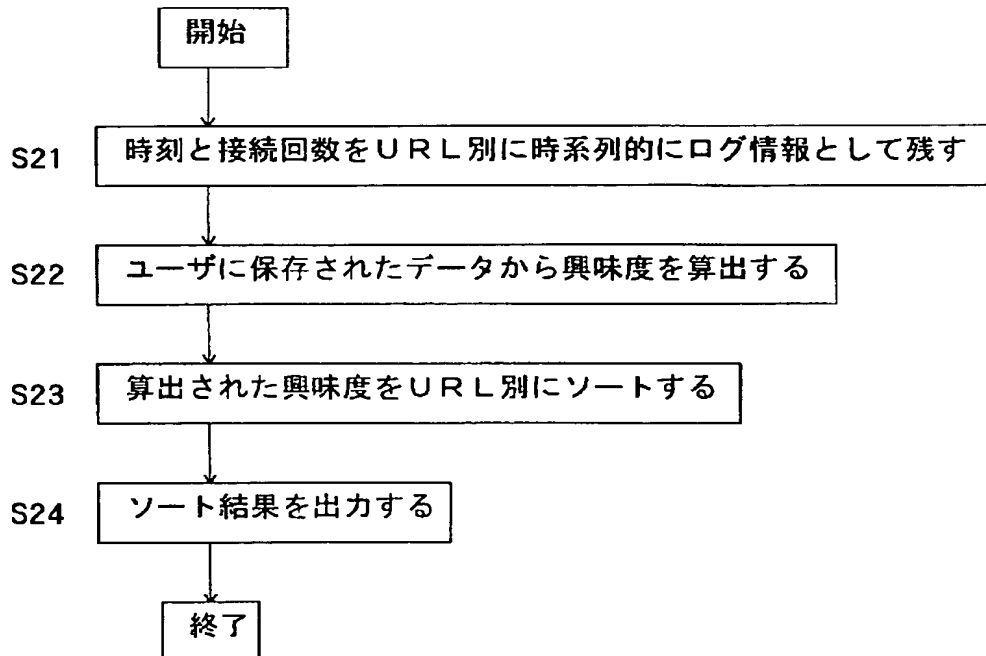 開始
S21 時刻と接続回数をＵＲＬ別に時系列的にログ情報として残す
S22 ユーザに保存されたデータから興味度を算出する
S23 算出された興味度をＵＲＬ別にソートする
S24 ソート結果を出力する
終了